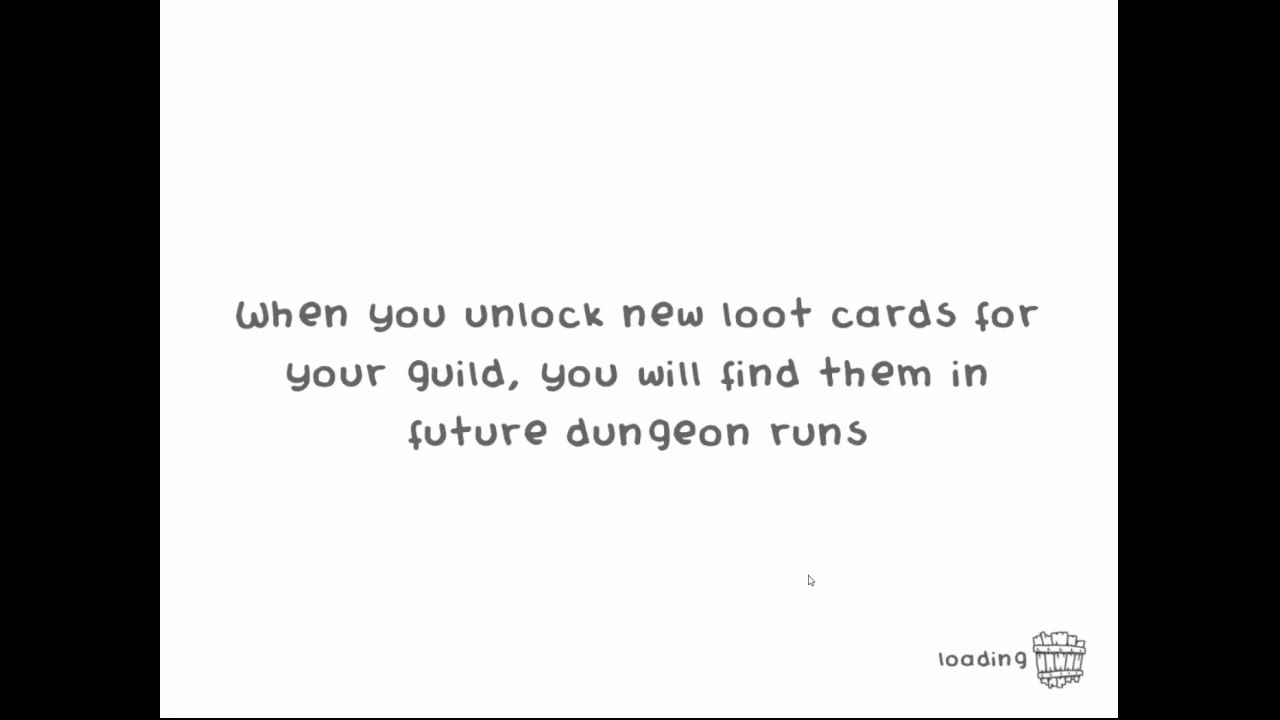 When you unlock new loot cards for
your guild, you will find them in
future dungeon runs
loading